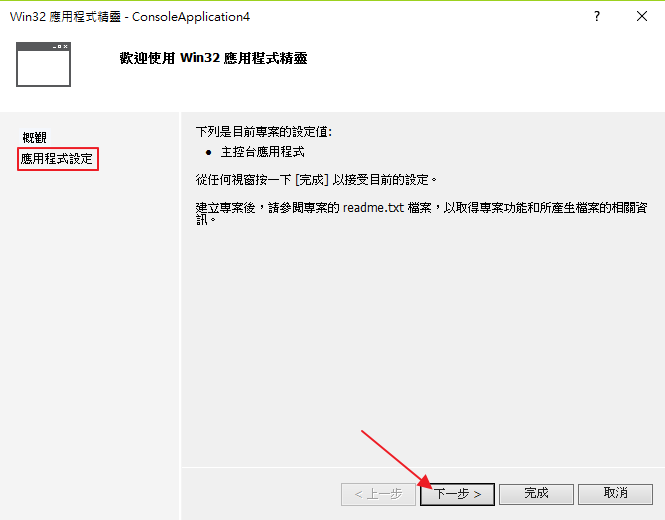 Win32 應用程式精靈 - ConsoleApplication4
歡迎使用 Win32 應用程式精靈
概觀
應用程式設定
下列是目前專案的設定值:
• 主控台應用程式
從任何視窗按一下 [完成] 以接受目前的設定。
建立專案後，請參閱專案的 readme.txt 檔案，以取得專案功能和所產生檔案的相關資
訊。
< 上一步
下一步 >
完成
取消